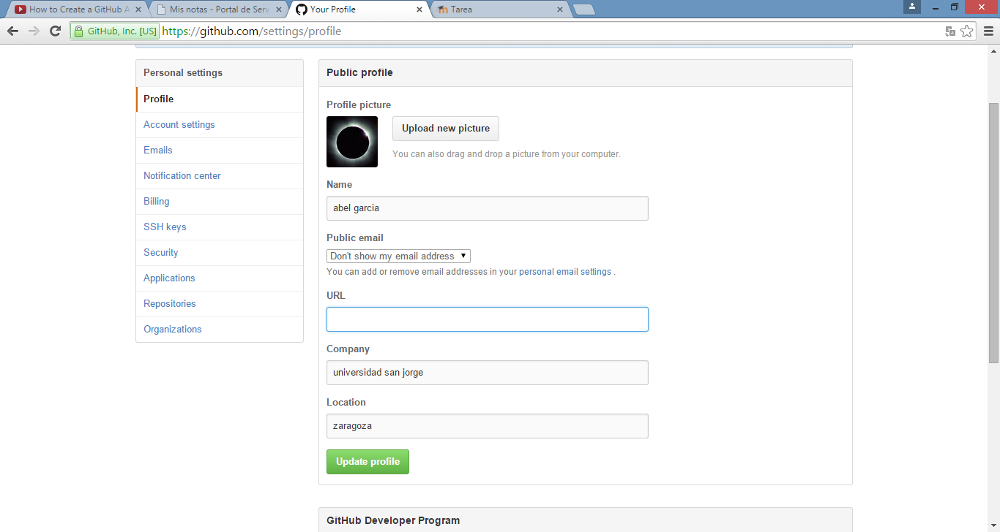 How to Create a GitHub A
Mis notas - Portal de Serv
Your Profile
Tarea
GitHub, Inc. [US] https://github.com/settings/profile
Personal settings
Profile
Account settings
Emails
Notification center
Billing
SSH keys
Security
Applications
Repositories
Organizations
Public profile
Profile picture
Upload new picture
You can also drag and drop a picture from your computer.
Name
abel garcia
Public email
Don't show my email address
You can add or remove email addresses in your personal email settings .
URL
Company
universidad san jorge
Location
zaragoza
Update profile
GitHub Developer Program